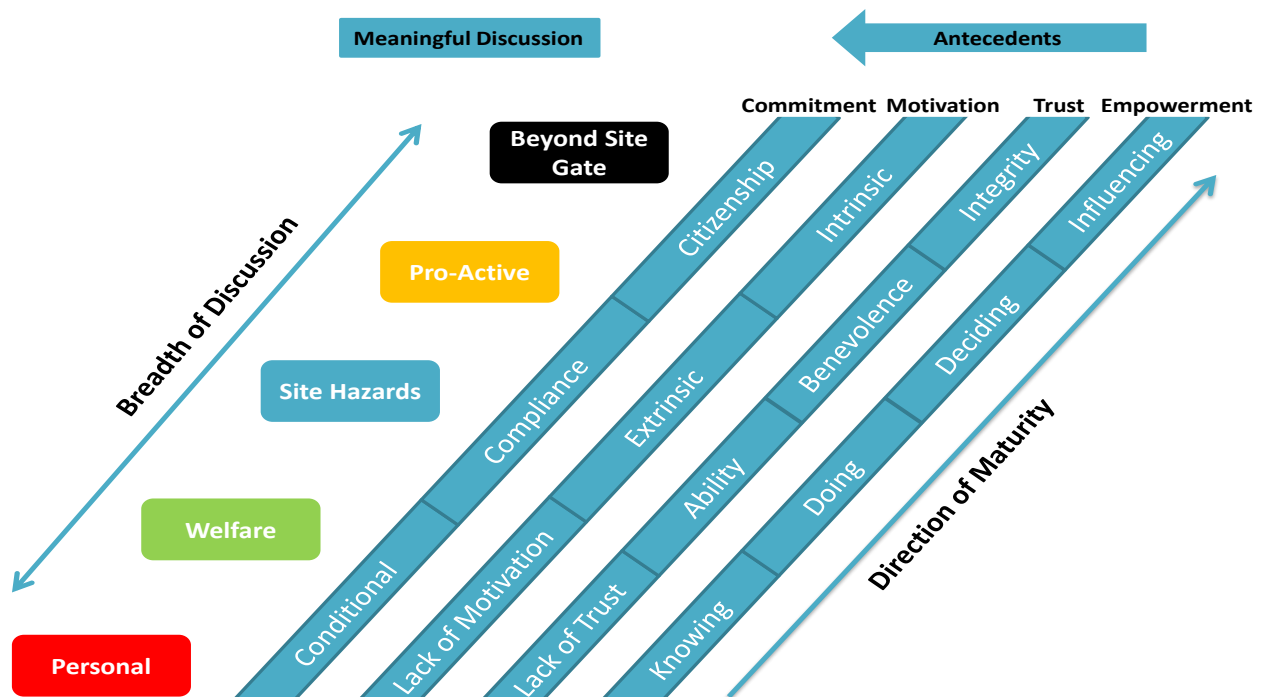 Meaningful Discussion
Antecedents
Commitment
Motivation
Trust
Empowerment
Breadth of Discussion
Beyond Site
Gate
Pro-Active
Site Hazards
Welfare
Personal
Citizenship
Compliance
Conditional
Intrinsic
Extrinsic
Lack of Motivation
Integrity
Benevolence
Ability
Lack of Trust
Influencing
Deciding
Doing
Knowing
Direction of Maturity